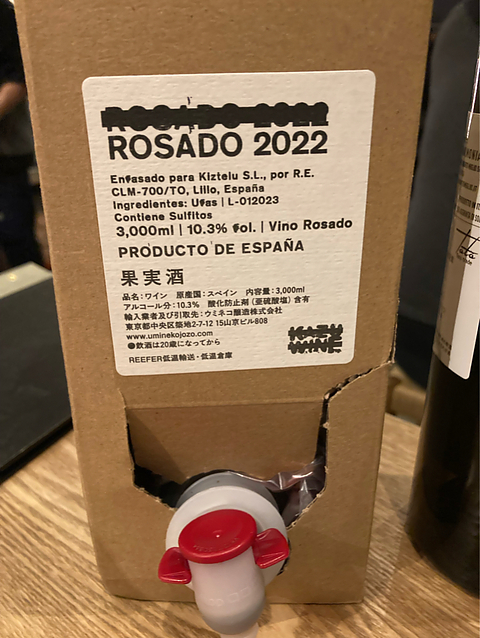 ROSADO 2022
ROSADO 2022
Enfasado para Kiztelu S.L., por R.E.
CLM-700/TO, Lillo, España
Ingredientes: Ufas | L-012023
Contiene Sulfitos
3,000ml | 10.3% fol. | Vino Rosado
PRODUCTO DE ESPAÑA
果実酒
品名:ワイン 原産国:スペイン 内容量:3,000ml
アルコール分:10.3% 酸化防止剤(亜硫酸塩)含有
輸入業者及び引取先:ウミネコ醸造株式会社
東京都中央区築地2-7-12 15山京ビル808
www.uminekojozo.com
●飲酒は20歳になってから
REEFER低温輸送・低温倉庫
WINE